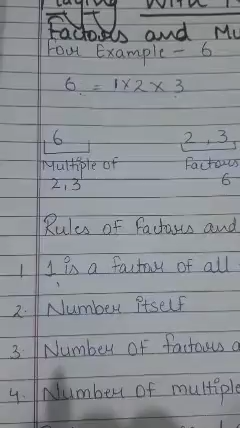 Playing With
Factors and Mu
For Example - 6
6 = 1 x 2 x 3
6 2, 3
Multiple of Factors
2, 3 6
Rules of Factors and
1 1 is a factor of all
2. Number itself
3. Number of factors a
4. Number of multiple